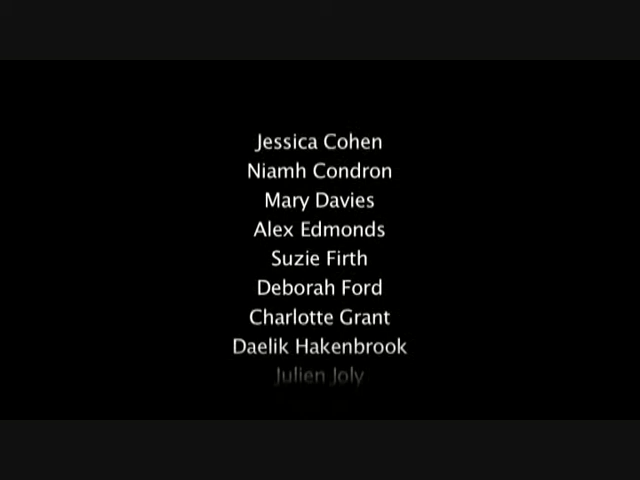 Jessica Cohen
Niamh Condron
Mary Davies
Alex Edmonds
Suzie Firth
Deborah Ford
Charlotte Grant
Daelik Hakenbrook
Julien Joly